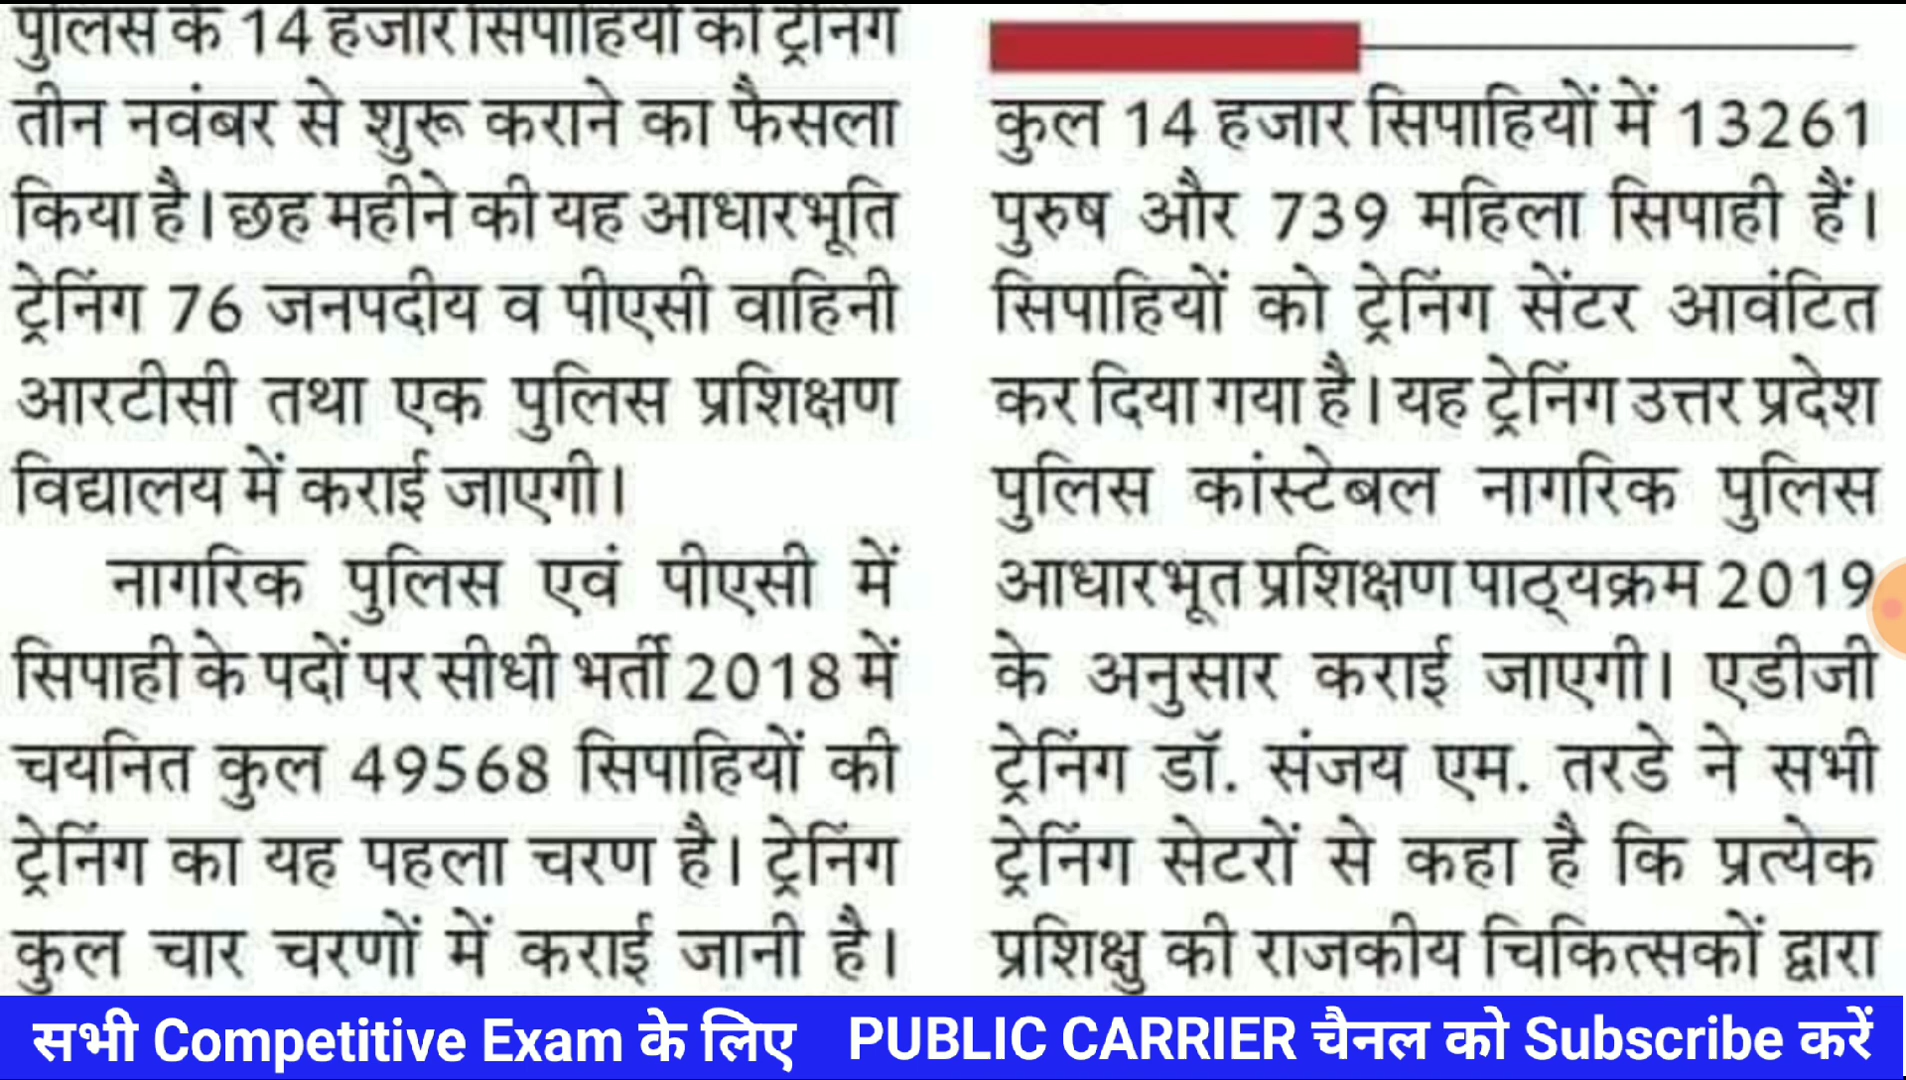 पुलिस के 14 हजार सिपाहियों की ट्रेनिंग
तीन नवंबर से शुरू कराने का फैसला
किया है। छह महीने की यह आधारभूति
ट्रेनिंग 76 जनपदीय व पीएसी वाहिनी
आरटीसी तथा एक पुलिस प्रशिक्षण
विद्यालय में कराई जाएगी।
नागरिक पुलिस एवं पीएसी में
सिपाही के पदों पर सीधी भर्ती 2018 में
चयनित कुल 49568 सिपाहियों की
ट्रेनिंग का यह पहला चरण है। ट्रेनिंग
कुल चार चरणों में कराई जानी है।
कुल 14 हजार सिपाहियों में 13261
पुरुष और 739 महिला सिपाही हैं।
सिपाहियों को ट्रेनिंग सेंटर आवंटित
कर दिया गया है। यह ट्रेनिंग उत्तर प्रदेश
पुलिस कांस्टेबल नागरिक पुलिस
आधारभूत प्रशिक्षण पाठ्यक्रम 2019
के अनुसार कराई जाएगी। एडीजी
ट्रेनिंग डॉ. संजय एम. तरडे ने सभी
ट्रेनिंग सेटरों से कहा है कि प्रत्येक
प्रशिक्षु की राजकीय चिकित्सकों द्वारा
सभी Competitive Exam के लिए PUBLIC CARRIER चैनल को Subscribe करें